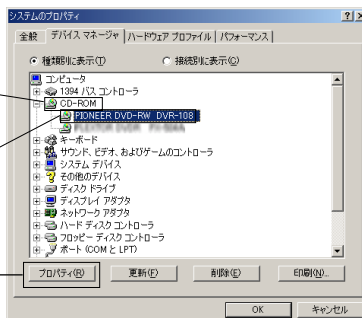 システムのプロパティ
全般 デバイス マネージャ ハードウェア プロファイル パフォーマンス
種類別に表示(T) 接続別に表示(C)
コンピュータ
1394 バス コントローラ
CD-ROM
PIONEER DVD-RW DVR-108
キーボード
サウンド、ビデオ、およびゲームのコントローラ
システム デバイス
その他のデバイス
ディスク ドライブ
ディスプレイ アダプタ
ネットワーク アダプタ
ハード ディスク コントローラ
フロッピー ディスク コントローラ
ポート (COM と LPT)
プロパティ(R) 更新(F) 削除(E) 印刷(N)...
OK キャンセル